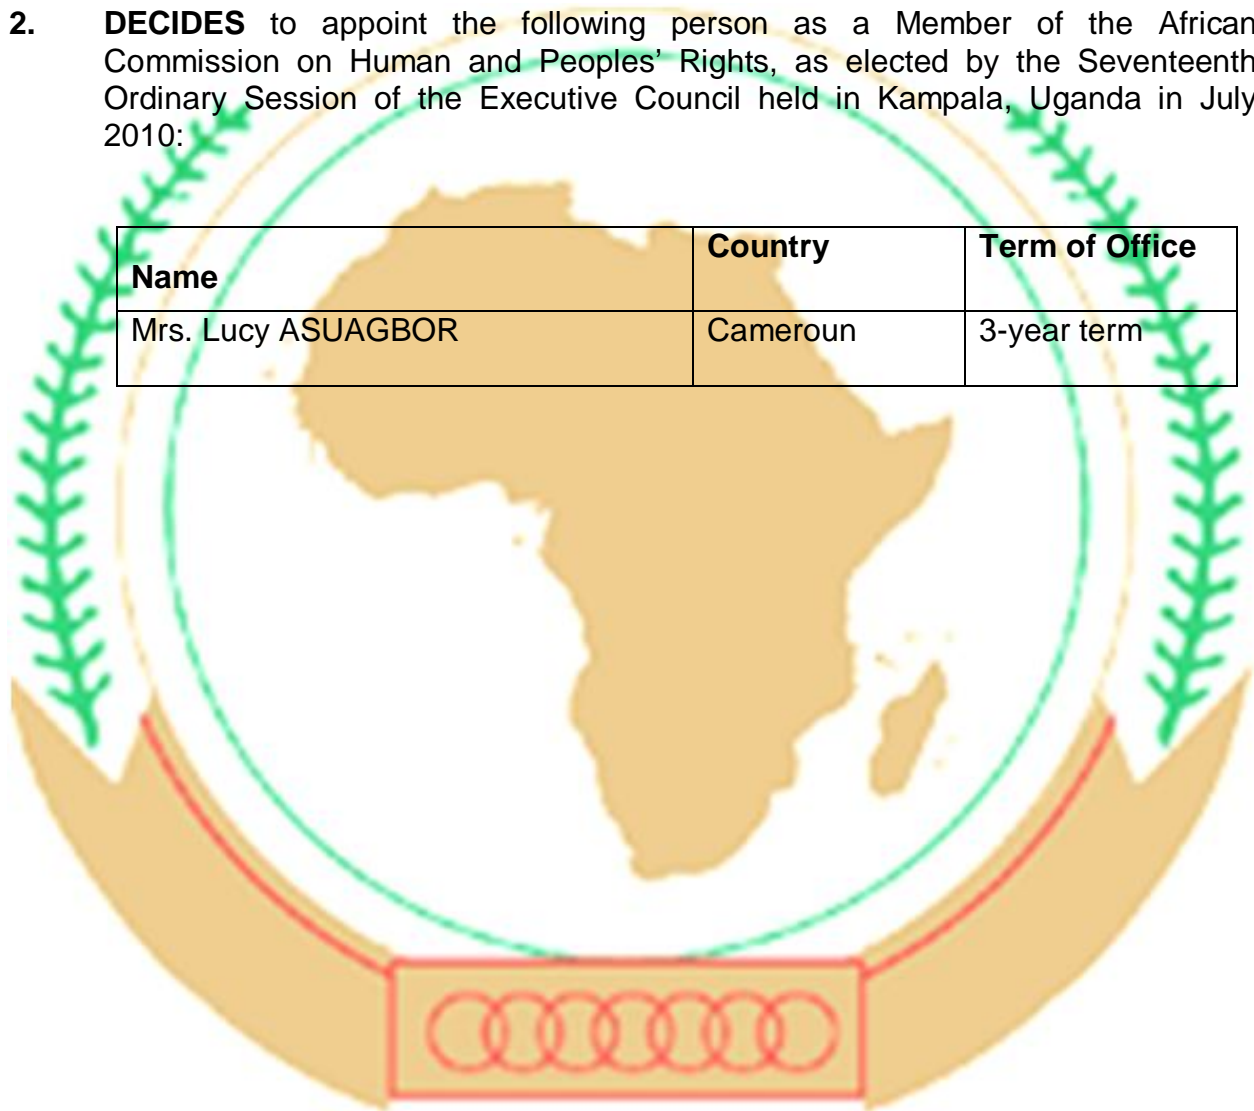 2. DECIDES to appoint the following person as a Member of the African
Commission on Human and Peoples’ Rights, as elected by the Seventeenth
Ordinary Session of the Executive Council held in Kampala, Uganda in July
2010:
Name Country Term of Office
Mrs. Lucy ASUAGBOR Cameroun 3-year term